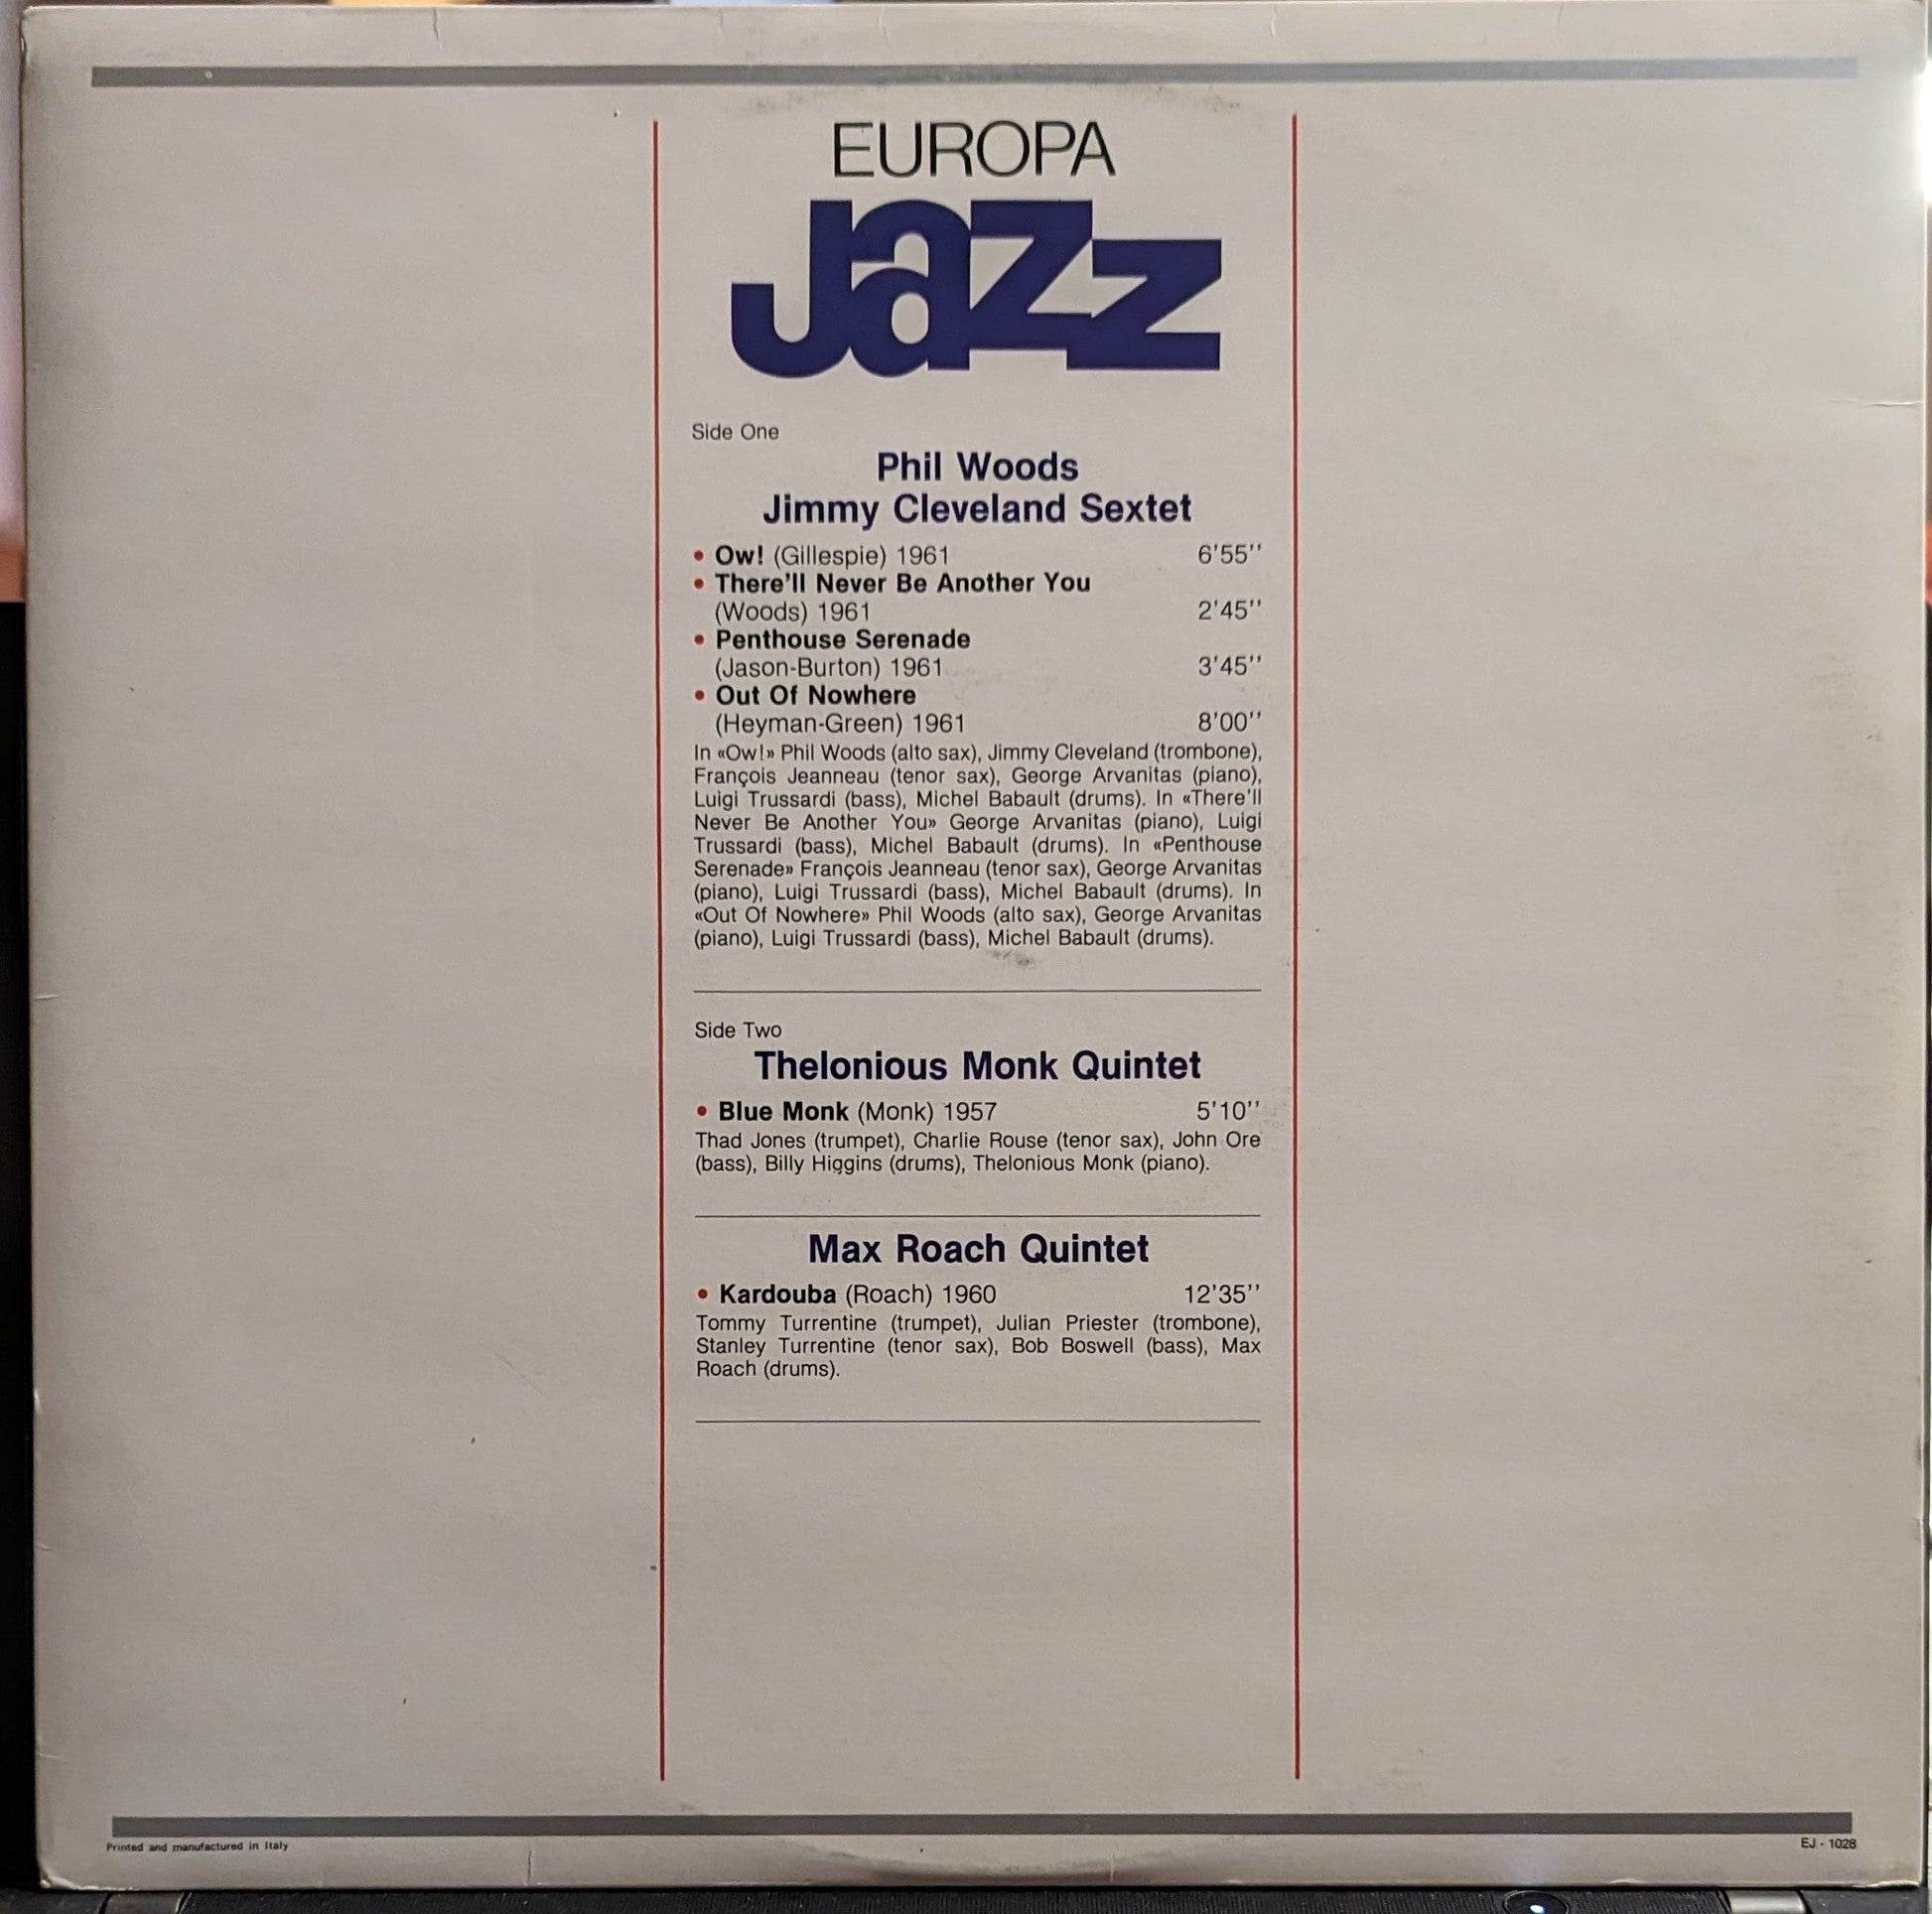 EUROPA
Jazz
Side One
Phil Woods
Jimmy Cleveland Sextet
• Ow! (Gillespie) 1961 6'55''
• There'll Never Be Another You
(Woods) 1961 2'45''
• Penthouse Serenade
(Jason-Burton) 1961 3'45''
• Out Of Nowhere
(Heyman-Green) 1961 8'00''
In «Ow!» Phil Woods (alto sax), Jimmy Cleveland (trombone),
François Jeanneau (tenor sax), George Arvanitas (piano),
Luigi Trussardi (bass), Michel Babault (drums). In «There'll
Never Be Another You» George Arvanitas (piano), Luigi
Trussardi (bass), Michel Babault (drums). In «Penthouse
Serenade» François Jeanneau (tenor sax), George Arvanitas
(piano), Luigi Trussardi (bass), Michel Babault (drums). In
«Out Of Nowhere» Phil Woods (alto sax), George Arvanitas
(piano), Luigi Trussardi (bass), Michel Babault (drums).
Side Two
Thelonious Monk Quintet
• Blue Monk (Monk) 1957 5'10''
Thad Jones (trumpet), Charlie Rouse (tenor sax), John Ore
(bass), Billy Higgins (drums), Thelonious Monk (piano).
Max Roach Quintet
• Kardouba (Roach) 1960 12'35''
Tommy Turrentine (trumpet), Julian Priester (trombone),
Stanley Turrentine (tenor sax), Bob Boswell (bass), Max
Roach (drums).
Printed and manufactured in Italy
EJ - 1028